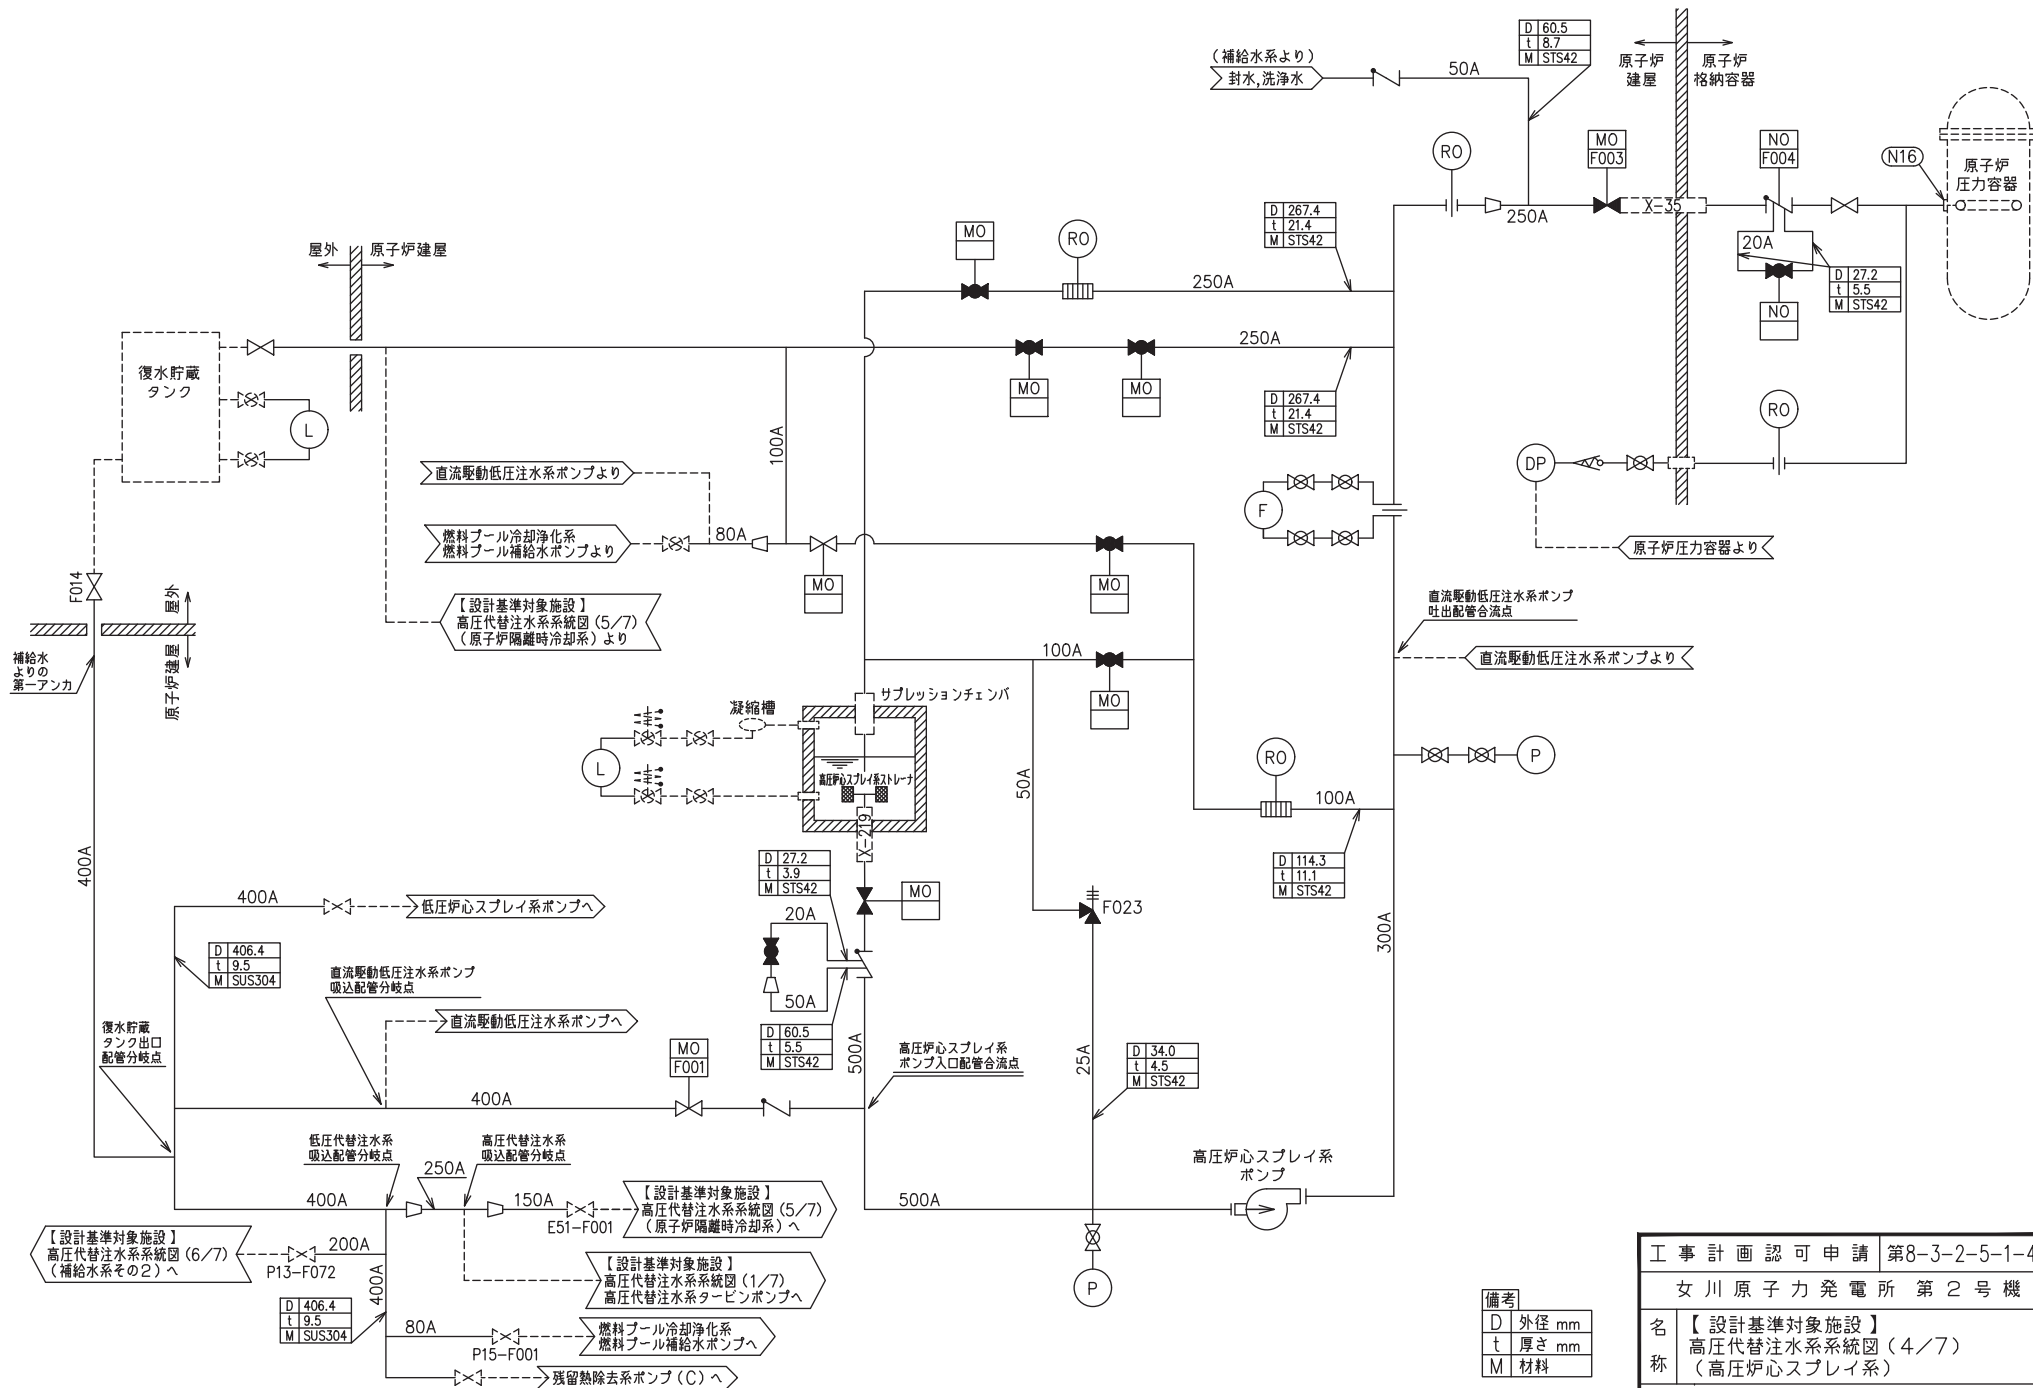 (補給水系より)
封水,洗浄水
50A
D 60.5
t 8.7
M STS42
原子炉
建屋
原子炉
格納容器
RO
MO
F003
NO
F004
N16
原子炉
圧力容器
250A
X-35
20A
D 27.2
t 5.5
M STS42
NO
屋外
原子炉建屋
MO
RO
250A
D 267.4
t 21.4
M STS42
250A
MO
MO
D 267.4
t 21.4
M STS42
復水貯蔵
タンク
L
100A
RO
DP
F
原子炉圧力容器より
直流駆動低圧注水系ポンプより
燃料プール冷却浄化系
燃料プール補給水ポンプより
80A
MO
MO
【設計基準対象施設】
高圧代替注水系系統図(5/7)
(原子炉隔離時冷却系)より
F014
屋外
原子炉建屋
補給水
よりの
第一アンカ
直流駆動低圧注水系ポンプ
吐出配管合流点
直流駆動低圧注水系ポンプより
100A
MO
サプレッションチェンバ
凝縮槽
L
高圧炉心スプレイ系ストレーナ
X-219
50A
RO
100A
P
D 114.3
t 11.1
M STS42
400A
D 27.2
t 3.9
M STS42
MO
20A
50A
F023
300A
400A
低圧炉心スプレイ系ポンプへ
D 406.4
t 9.5
M SUS304
直流駆動低圧注水系ポンプ
吸込配管分岐点
直流駆動低圧注水系ポンプへ
D 60.5
t 5.5
M STS42
500A
復水貯蔵
タンク出口
配管分岐点
MO
F001
高圧炉心スプレイ系
ポンプ入口配管合流点
25A
D 34.0
t 4.5
M STS42
400A
低圧代替注水系
吸込配管分岐点
高圧代替注水系
吸込配管分岐点
250A
400A
150A
E51-F001
【設計基準対象施設】
高圧代替注水系系統図(5/7)
(原子炉隔離時冷却系)へ
500A
高圧炉心スプレイ系
ポンプ
P
【設計基準対象施設】
高圧代替注水系系統図(6/7)
(補給水系その2)へ
200A
P13-F072
400A
【設計基準対象施設】
高圧代替注水系系統図(1/7)
高圧代替注水系タービンポンプへ
D 406.4
t 9.5
M SUS304
80A
P15-F001
燃料プール冷却浄化系
燃料プール補給水ポンプへ
残留熱除去系ポンプ(C)へ
備考
D 外径 mm
t 厚さ mm
M 材料
工事計画認可申請 第8-3-2-5-1-4
女川原子力発電所 第2号機
名称
【設計基準対象施設】
高圧代替注水系系統図(4/7)
(高圧炉心スプレイ系)